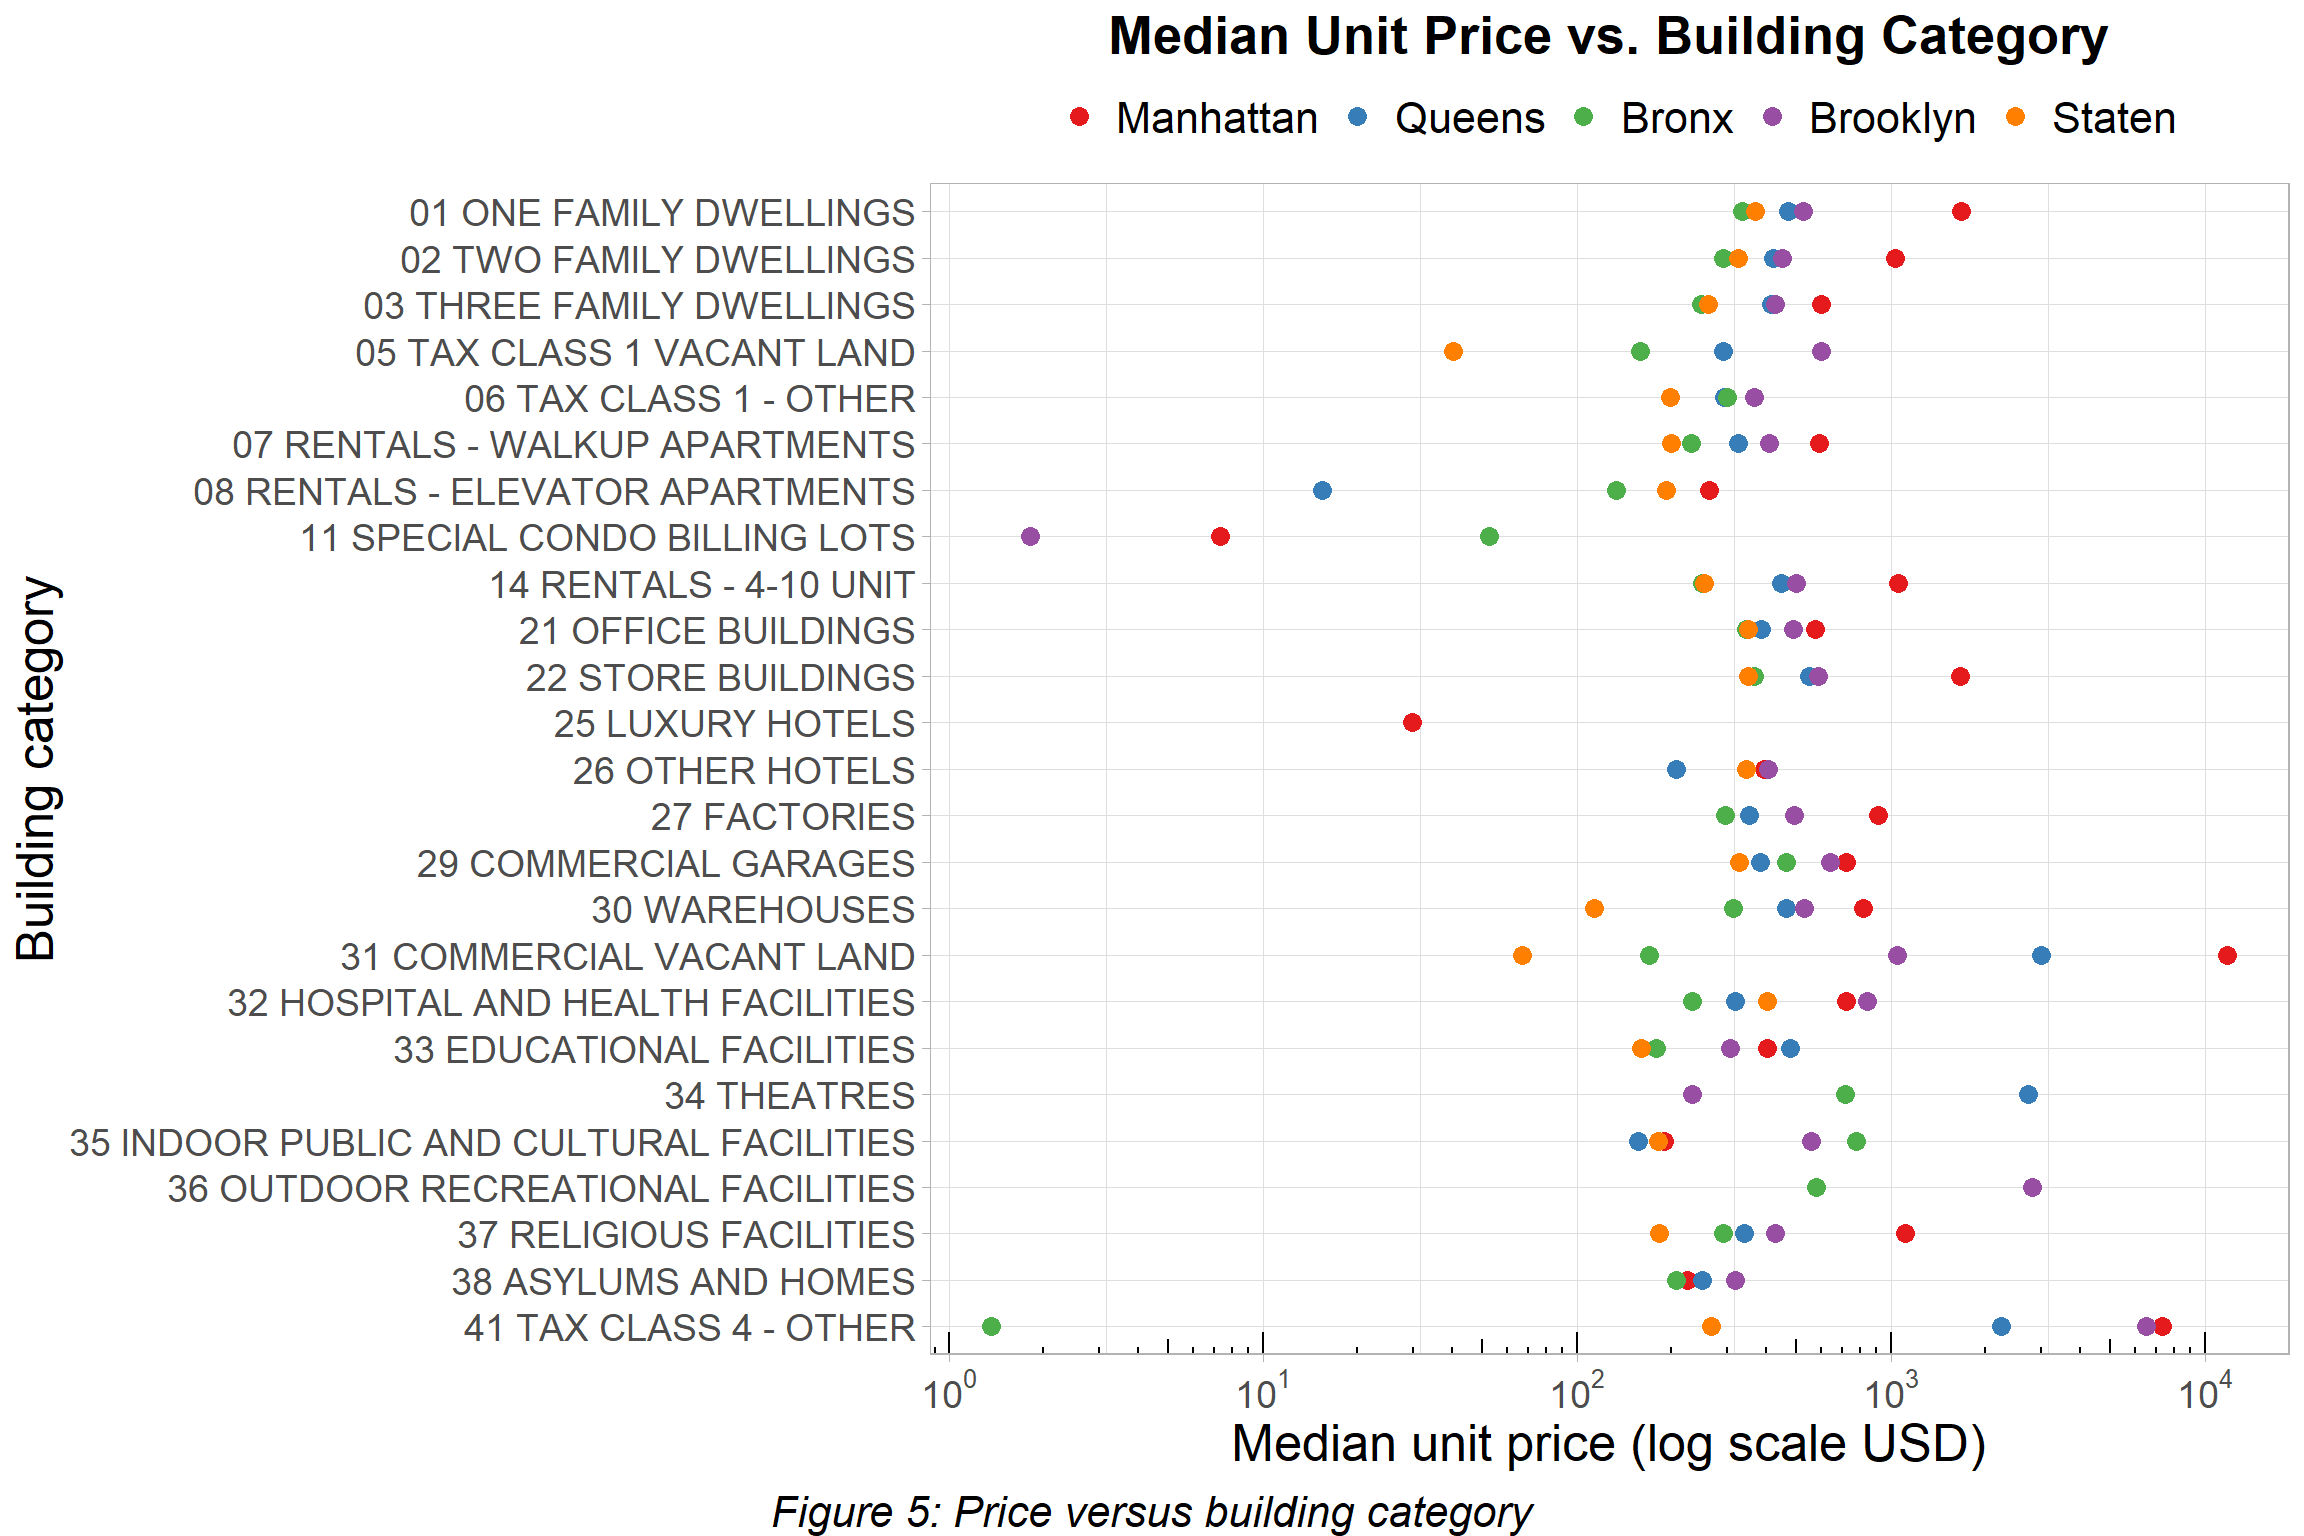 Median Unit Price vs. Building Category
Manhattan Queens Bronx Brooklyn Staten
Building category
01 ONE FAMILY DWELLINGS
02 TWO FAMILY DWELLINGS
03 THREE FAMILY DWELLINGS
05 TAX CLASS 1 VACANT LAND
06 TAX CLASS 1 - OTHER
07 RENTALS - WALKUP APARTMENTS
08 RENTALS - ELEVATOR APARTMENTS
11 SPECIAL CONDO BILLING LOTS
14 RENTALS - 4-10 UNIT
21 OFFICE BUILDINGS
22 STORE BUILDINGS
25 LUXURY HOTELS
26 OTHER HOTELS
27 FACTORIES
29 COMMERCIAL GARAGES
30 WAREHOUSES
31 COMMERCIAL VACANT LAND
32 HOSPITAL AND HEALTH FACILITIES
33 EDUCATIONAL FACILITIES
34 THEATRES
35 INDOOR PUBLIC AND CULTURAL FACILITIES
36 OUTDOOR RECREATIONAL FACILITIES
37 RELIGIOUS FACILITIES
38 ASYLUMS AND HOMES
41 TAX CLASS 4 - OTHER
10⁰ 10¹ 10² 10³ 10⁴
Median unit price (log scale USD)
Figure 5: Price versus building category